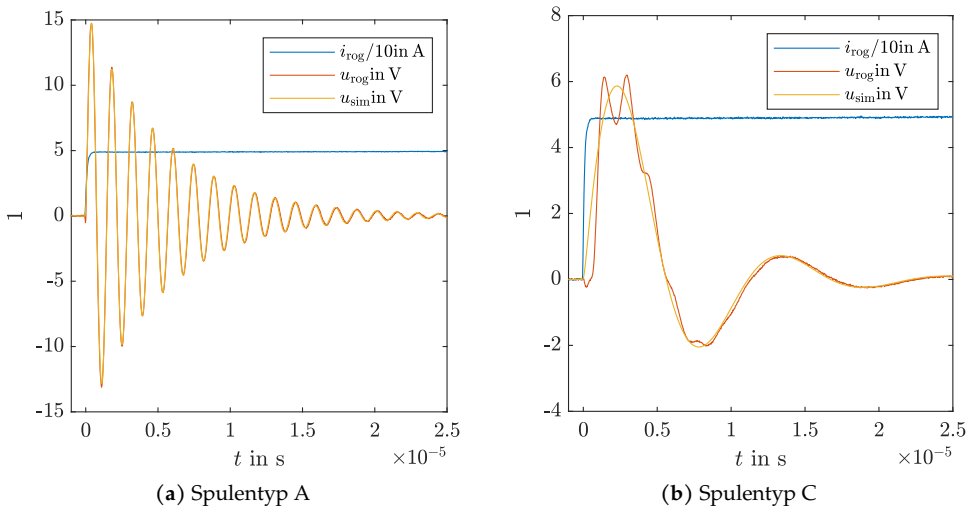 15
10
5
0
-5
-10
-15
1
0 0.5 1 1.5 2 2.5
t in s
×10⁻⁵
i_rog/10in A
u_rog in V
u_sim in V
(a) Spulentyp A
8
6
4
2
0
-2
-4
1
0 0.5 1 1.5 2 2.5
t in s
×10⁻⁵
i_rog/10in A
u_rog in V
u_sim in V
(b) Spulentyp C